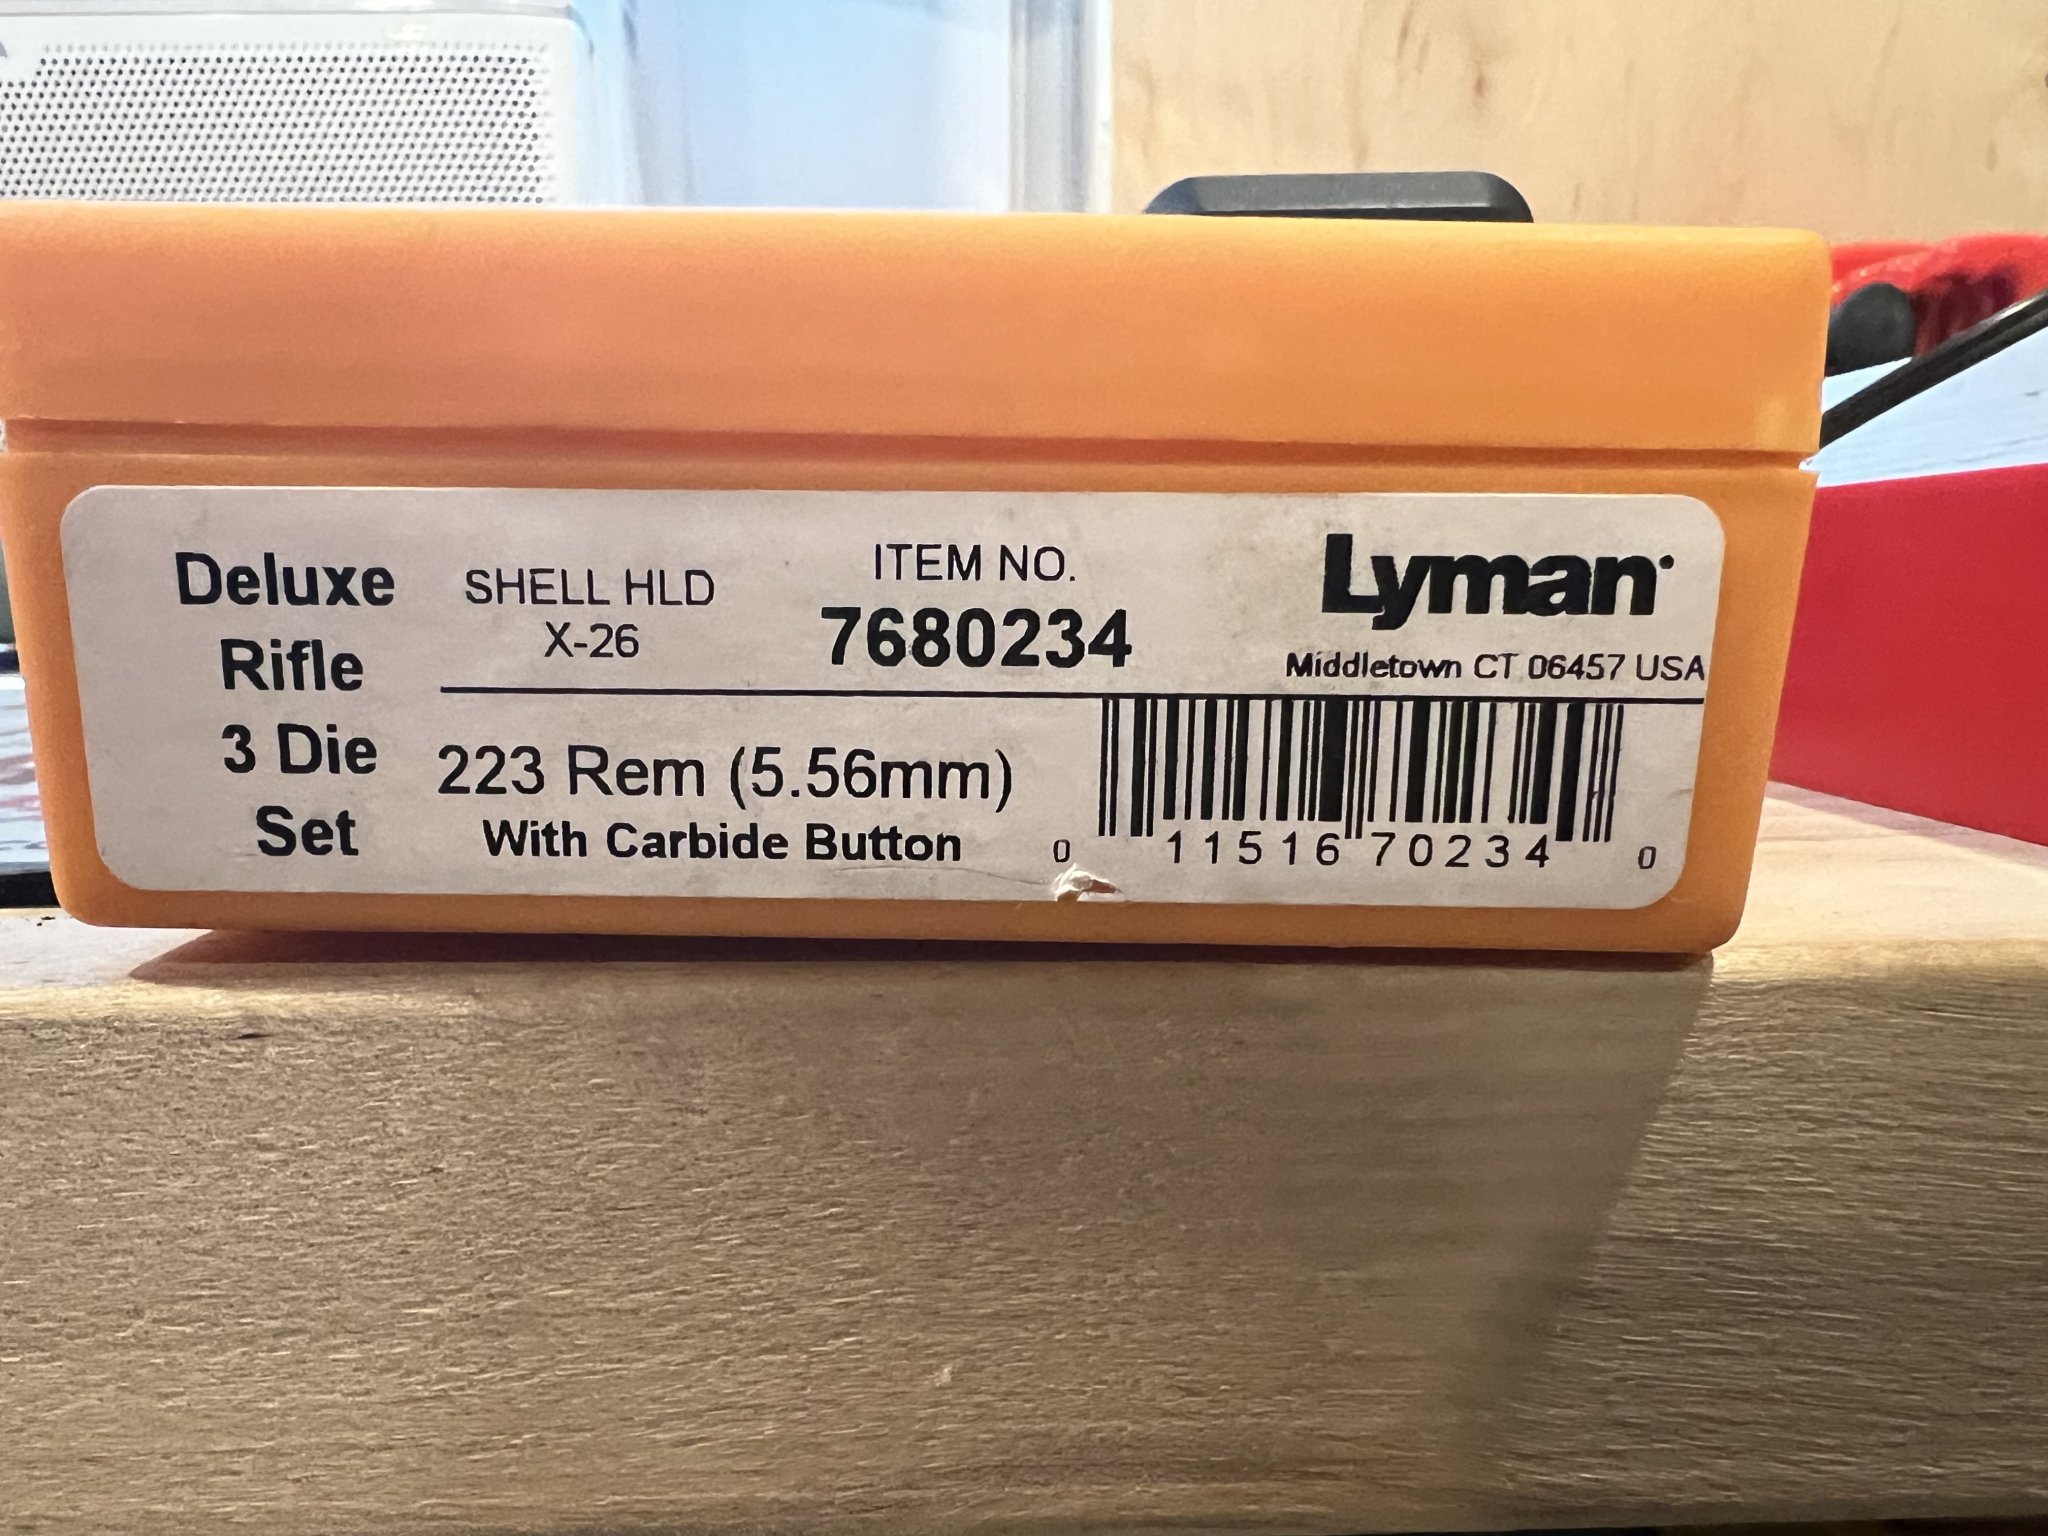 Deluxe
Rifle
3 Die
Set
SHELL HLD
X-26
ITEM NO.
7680234
Lyman
Middletown CT 06457 USA
223 Rem (5.56mm)
With Carbide Button
0 11516 70234 0